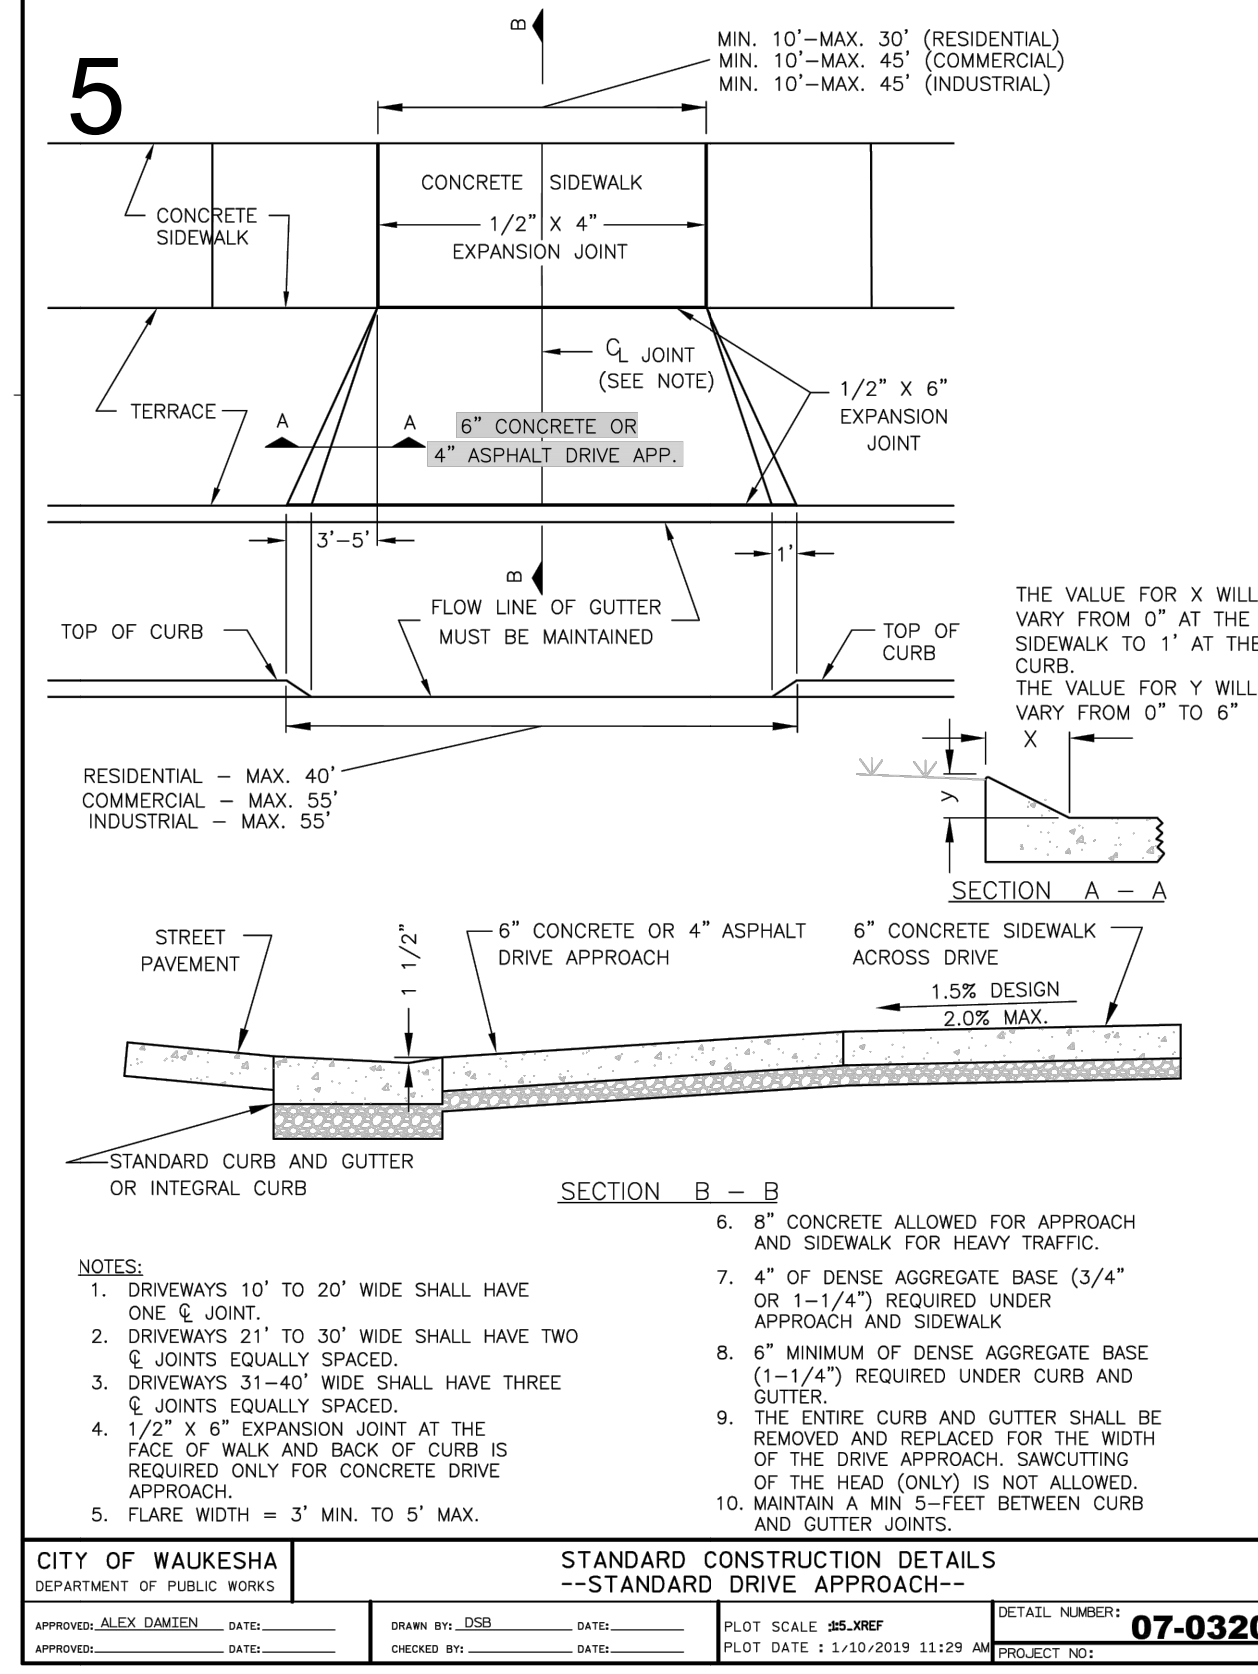 5
B
MIN. 10'-MAX. 30' (RESIDENTIAL)
MIN. 10'-MAX. 45' (COMMERCIAL)
MIN. 10'-MAX. 45' (INDUSTRIAL)
CONCRETE SIDEWALK
1/2" X 4"
EXPANSION JOINT
CONCRETE
SIDEWALK
℄ JOINT
(SEE NOTE)
1/2" X 6"
EXPANSION
JOINT
TERRACE
A
A
6" CONCRETE OR
4" ASPHALT DRIVE APP.
3'-5'
1'
B
FLOW LINE OF GUTTER
MUST BE MAINTAINED
TOP OF CURB
TOP OF
CURB
THE VALUE FOR X WILL
VARY FROM 0" AT THE
SIDEWALK TO 1' AT THE
CURB.
THE VALUE FOR Y WILL
VARY FROM 0" TO 6"
X
y
RESIDENTIAL - MAX. 40'
COMMERCIAL - MAX. 55'
INDUSTRIAL - MAX. 55'
SECTION A - A
STREET
PAVEMENT
1 1/2"
6" CONCRETE OR 4" ASPHALT
DRIVE APPROACH
6" CONCRETE SIDEWALK
ACROSS DRIVE
1.5% DESIGN
2.0% MAX.
STANDARD CURB AND GUTTER
OR INTEGRAL CURB
SECTION B - B
NOTES:
1. DRIVEWAYS 10' TO 20' WIDE SHALL HAVE
ONE ℄ JOINT.
2. DRIVEWAYS 21' TO 30' WIDE SHALL HAVE TWO
℄ JOINTS EQUALLY SPACED.
3. DRIVEWAYS 31-40' WIDE SHALL HAVE THREE
℄ JOINTS EQUALLY SPACED.
4. 1/2" X 6" EXPANSION JOINT AT THE
FACE OF WALK AND BACK OF CURB IS
REQUIRED ONLY FOR CONCRETE DRIVE
APPROACH.
5. FLARE WIDTH = 3' MIN. TO 5' MAX.
6. 8" CONCRETE ALLOWED FOR APPROACH
AND SIDEWALK FOR HEAVY TRAFFIC.
7. 4" OF DENSE AGGREGATE BASE (3/4"
OR 1-1/4") REQUIRED UNDER
APPROACH AND SIDEWALK
8. 6" MINIMUM OF DENSE AGGREGATE BASE
(1-1/4") REQUIRED UNDER CURB AND
GUTTER.
9. THE ENTIRE CURB AND GUTTER SHALL BE
REMOVED AND REPLACED FOR THE WIDTH
OF THE DRIVE APPROACH. SAWCUTTING
OF THE HEAD (ONLY) IS NOT ALLOWED.
10. MAINTAIN A MIN 5-FEET BETWEEN CURB
AND GUTTER JOINTS.
CITY OF WAUKESHA
DEPARTMENT OF PUBLIC WORKS
STANDARD CONSTRUCTION DETAILS
--STANDARD DRIVE APPROACH--
APPROVED: ALEX DAMIEN DATE:
APPROVED: DATE:
DRAWN BY: DSB DATE:
CHECKED BY: DATE:
PLOT SCALE
PLOT DATE : 1/10/2019 11:29 AM
DETAIL NUMBER:
07-0320
PROJECT NO: